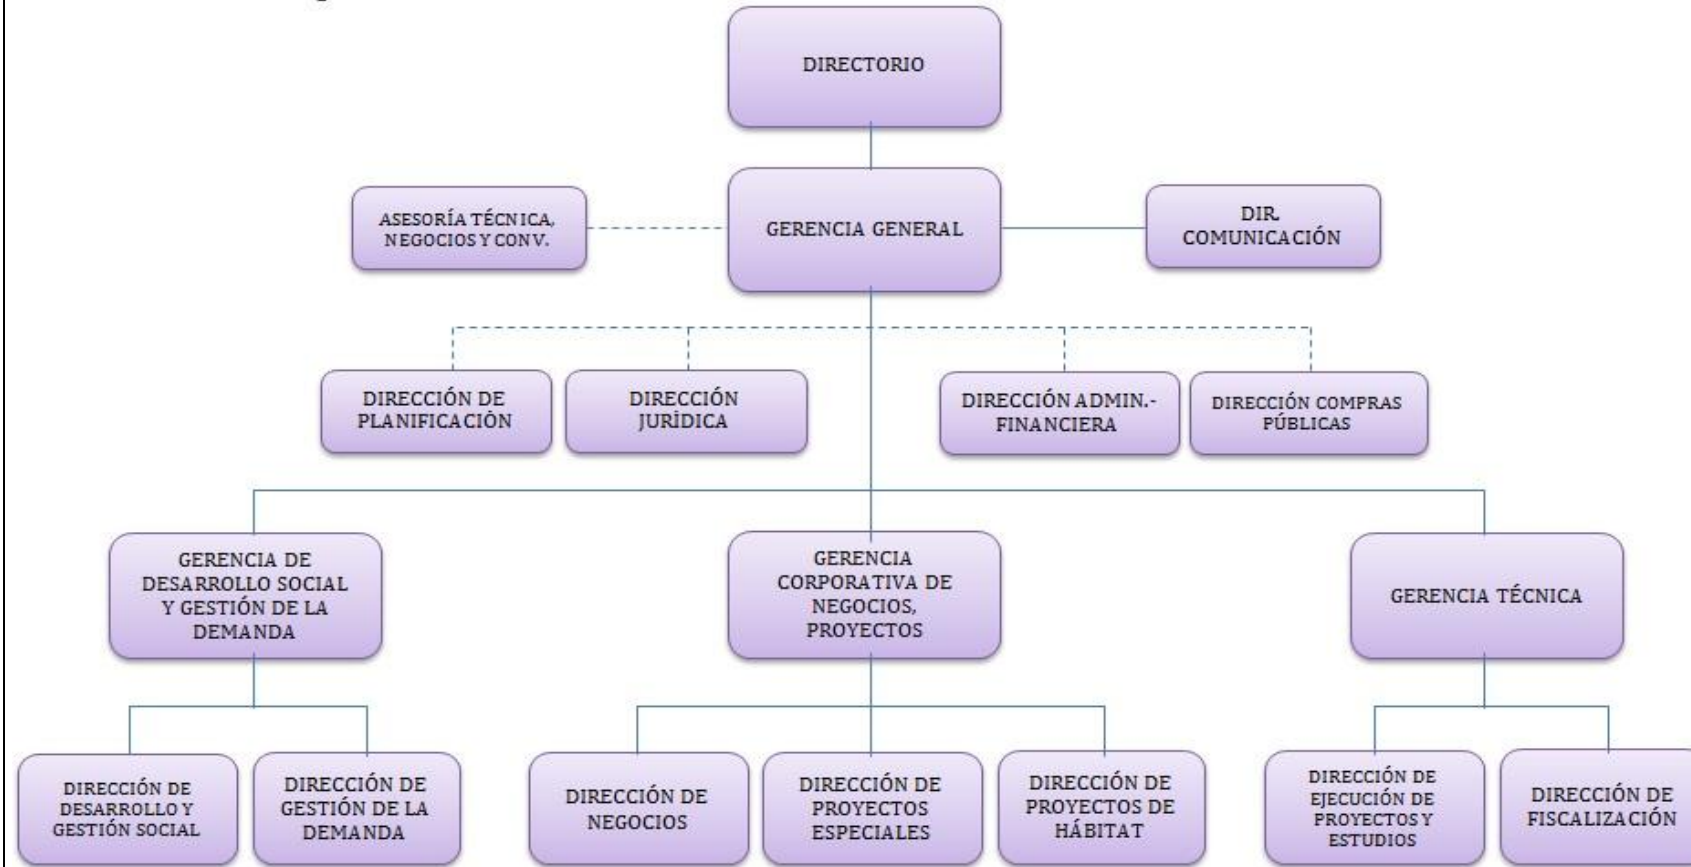 DIRECTORIO
ASESORÍA TÉCNICA,
NEGOCIOS Y CONV.
GERENCIA GENERAL
DIR.
COMUNICACIÓN
DIRECCIÓN DE
PLANIFICACIÓN
DIRECCIÓN
JURÍDICA
DIRECCIÓN ADMIN.-
FINANCIERA
DIRECCIÓN COMPRAS
PÚBLICAS
GERENCIA DE
DESARROLLO SOCIAL
Y GESTIÓN DE LA
DEMANDA
GERENCIA
CORPORATIVA DE
NEGOCIOS,
PROYECTOS
GERENCIA TÉCNICA
DIRECCIÓN DE
DESARROLLO Y
GESTIÓN SOCIAL
DIRECCIÓN DE
GESTIÓN DE LA
DEMANDA
DIRECCIÓN DE
NEGOCIOS
DIRECCIÓN DE
PROYECTOS
ESPECIALES
DIRECCIÓN DE
PROYECTOS DE
HÁBITAT
DIRECCIÓN DE
EJECUCIÓN DE
PROYECTOS Y
ESTUDIOS
DIRECCIÓN DE
FISCALIZACIÓN